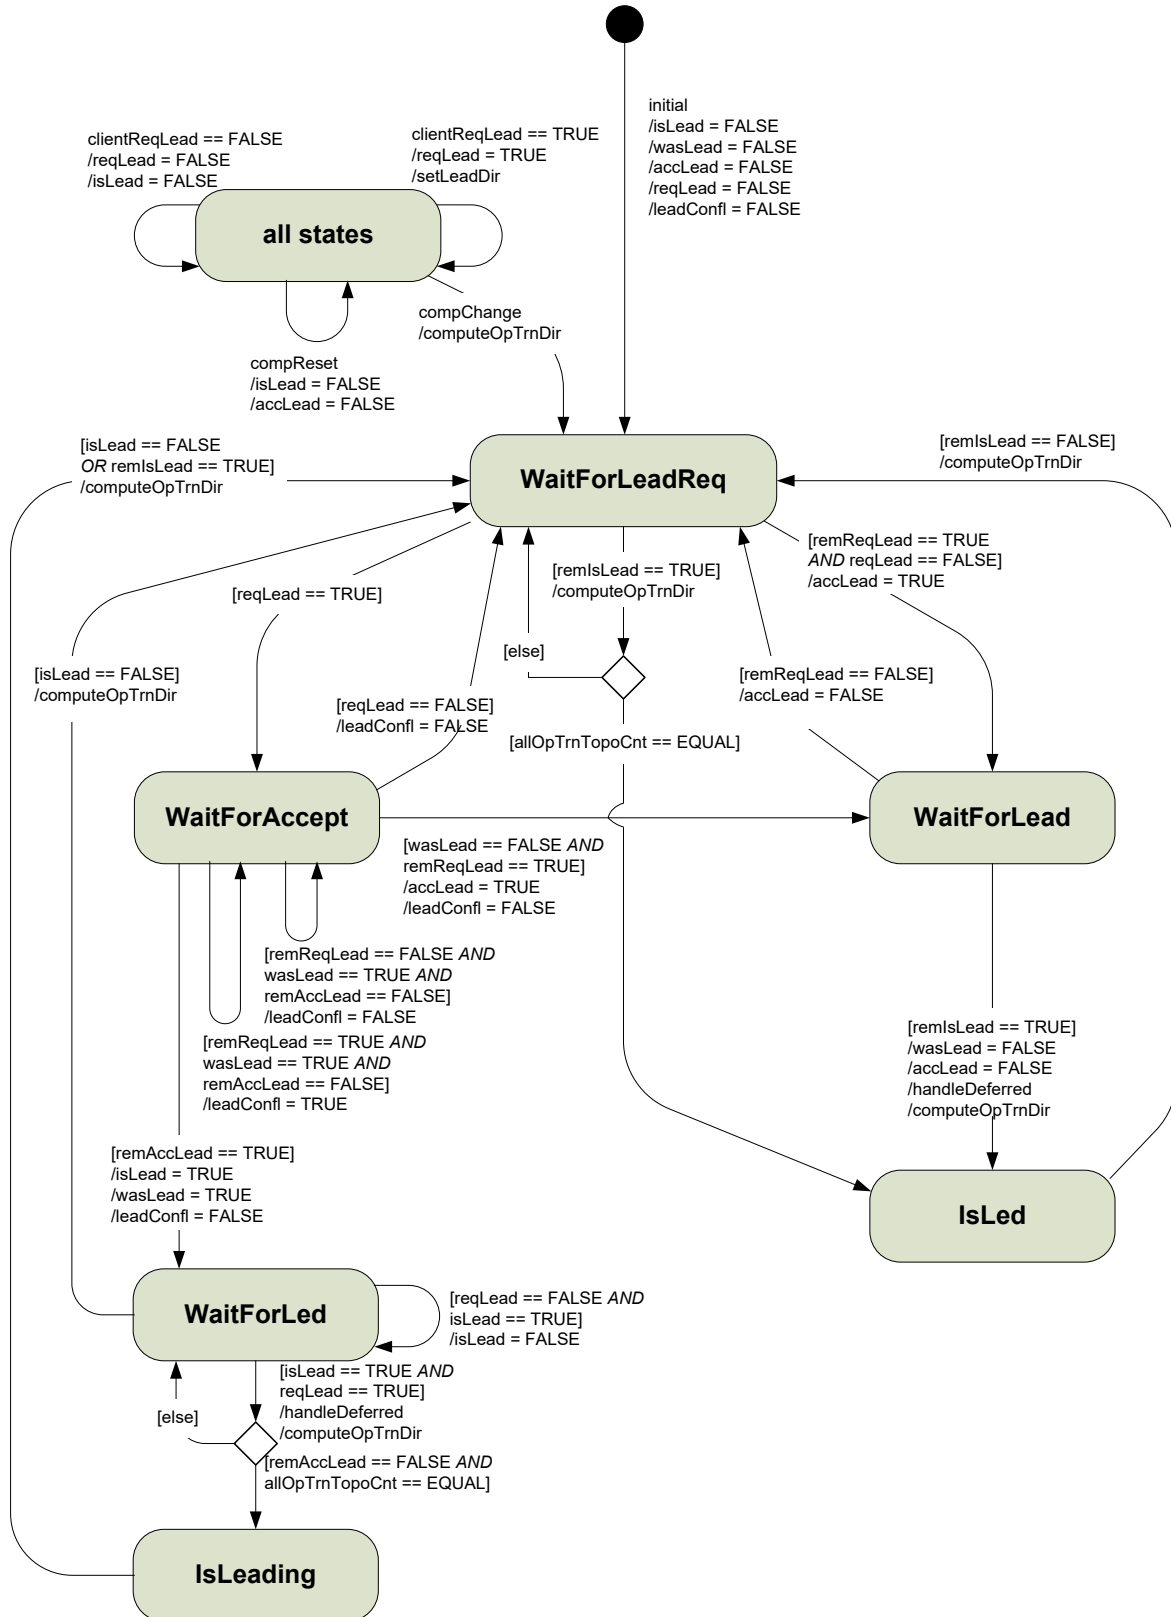 initial
/isLead = FALSE
/wasLead = FALSE
/accLead = FALSE
/reqLead = FALSE
/leadConfl = FALSE
clientReqLead == FALSE
/reqLead = FALSE
/isLead = FALSE
clientReqLead == TRUE
/reqLead = TRUE
/setLeadDir
all states
compChange
/computeOpTrnDir
compReset
/isLead = FALSE
/accLead = FALSE
[isLead == FALSE
OR remIsLead == TRUE]
/computeOpTrnDir
[remIsLead == FALSE]
/computeOpTrnDir
WaitForLeadReq
[remReqLead == TRUE
AND reqLead == FALSE]
/accLead = TRUE
[remIsLead == TRUE]
/computeOpTrnDir
[reqLead == TRUE]
[else]
[isLead == FALSE]
/computeOpTrnDir
[remReqLead == FALSE]
/accLead = FALSE
[reqLead == FALSE]
/leadConfl = FALSE
[allOpTrnTopoCnt == EQUAL]
WaitForAccept
WaitForLead
[wasLead == FALSE AND
remReqLead == TRUE]
/accLead = TRUE
/leadConfl = FALSE
[remReqLead == FALSE AND
wasLead == TRUE AND
remAccLead == FALSE]
/leadConfl = FALSE
[remReqLead == TRUE AND
wasLead == TRUE AND
remAccLead == FALSE]
/leadConfl = TRUE
[remIsLead == TRUE]
/wasLead = FALSE
/accLead = FALSE
/handleDeferred
/computeOpTrnDir
[remAccLead == TRUE]
/isLead = TRUE
/wasLead = TRUE
/leadConfl = FALSE
IsLed
WaitForLed
[reqLead == FALSE AND
isLead == TRUE]
/isLead = FALSE
[isLead == TRUE AND
reqLead == TRUE]
/handleDeferred
/computeOpTrnDir
[else]
[remAccLead == FALSE AND
allOpTrnTopoCnt == EQUAL]
IsLeading